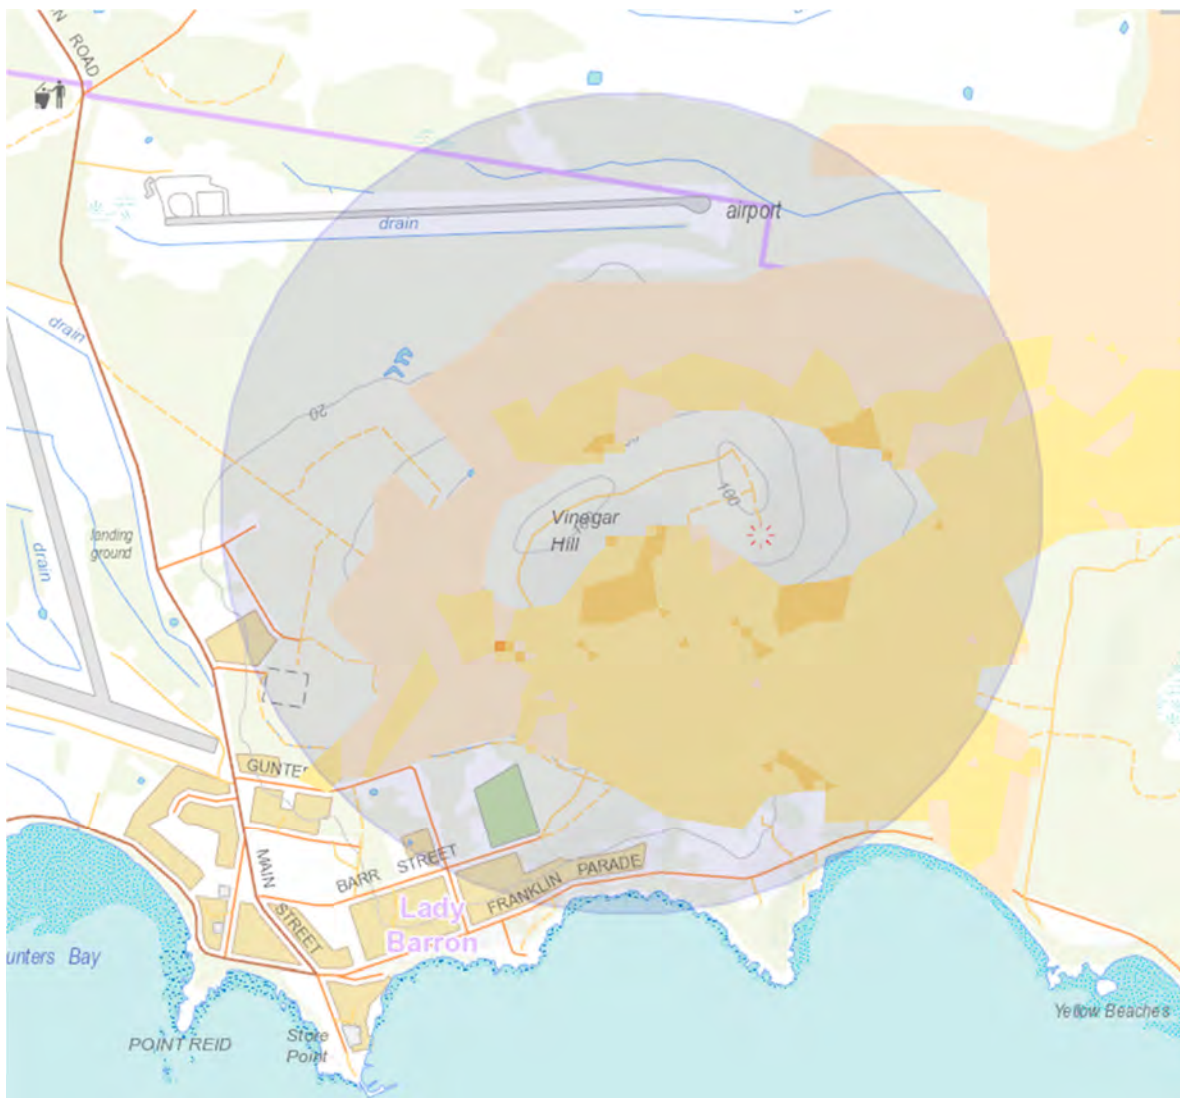 ROAD
airport
drain
drain
20
landing
ground
100
Vinegar
Hill
drain
GUNTE
MAIN
STREET
BARR STREET
FRANKLIN PARADE
Lady
Barron
unters Bay
POINT REID
Store
Point
Yellow Beaches